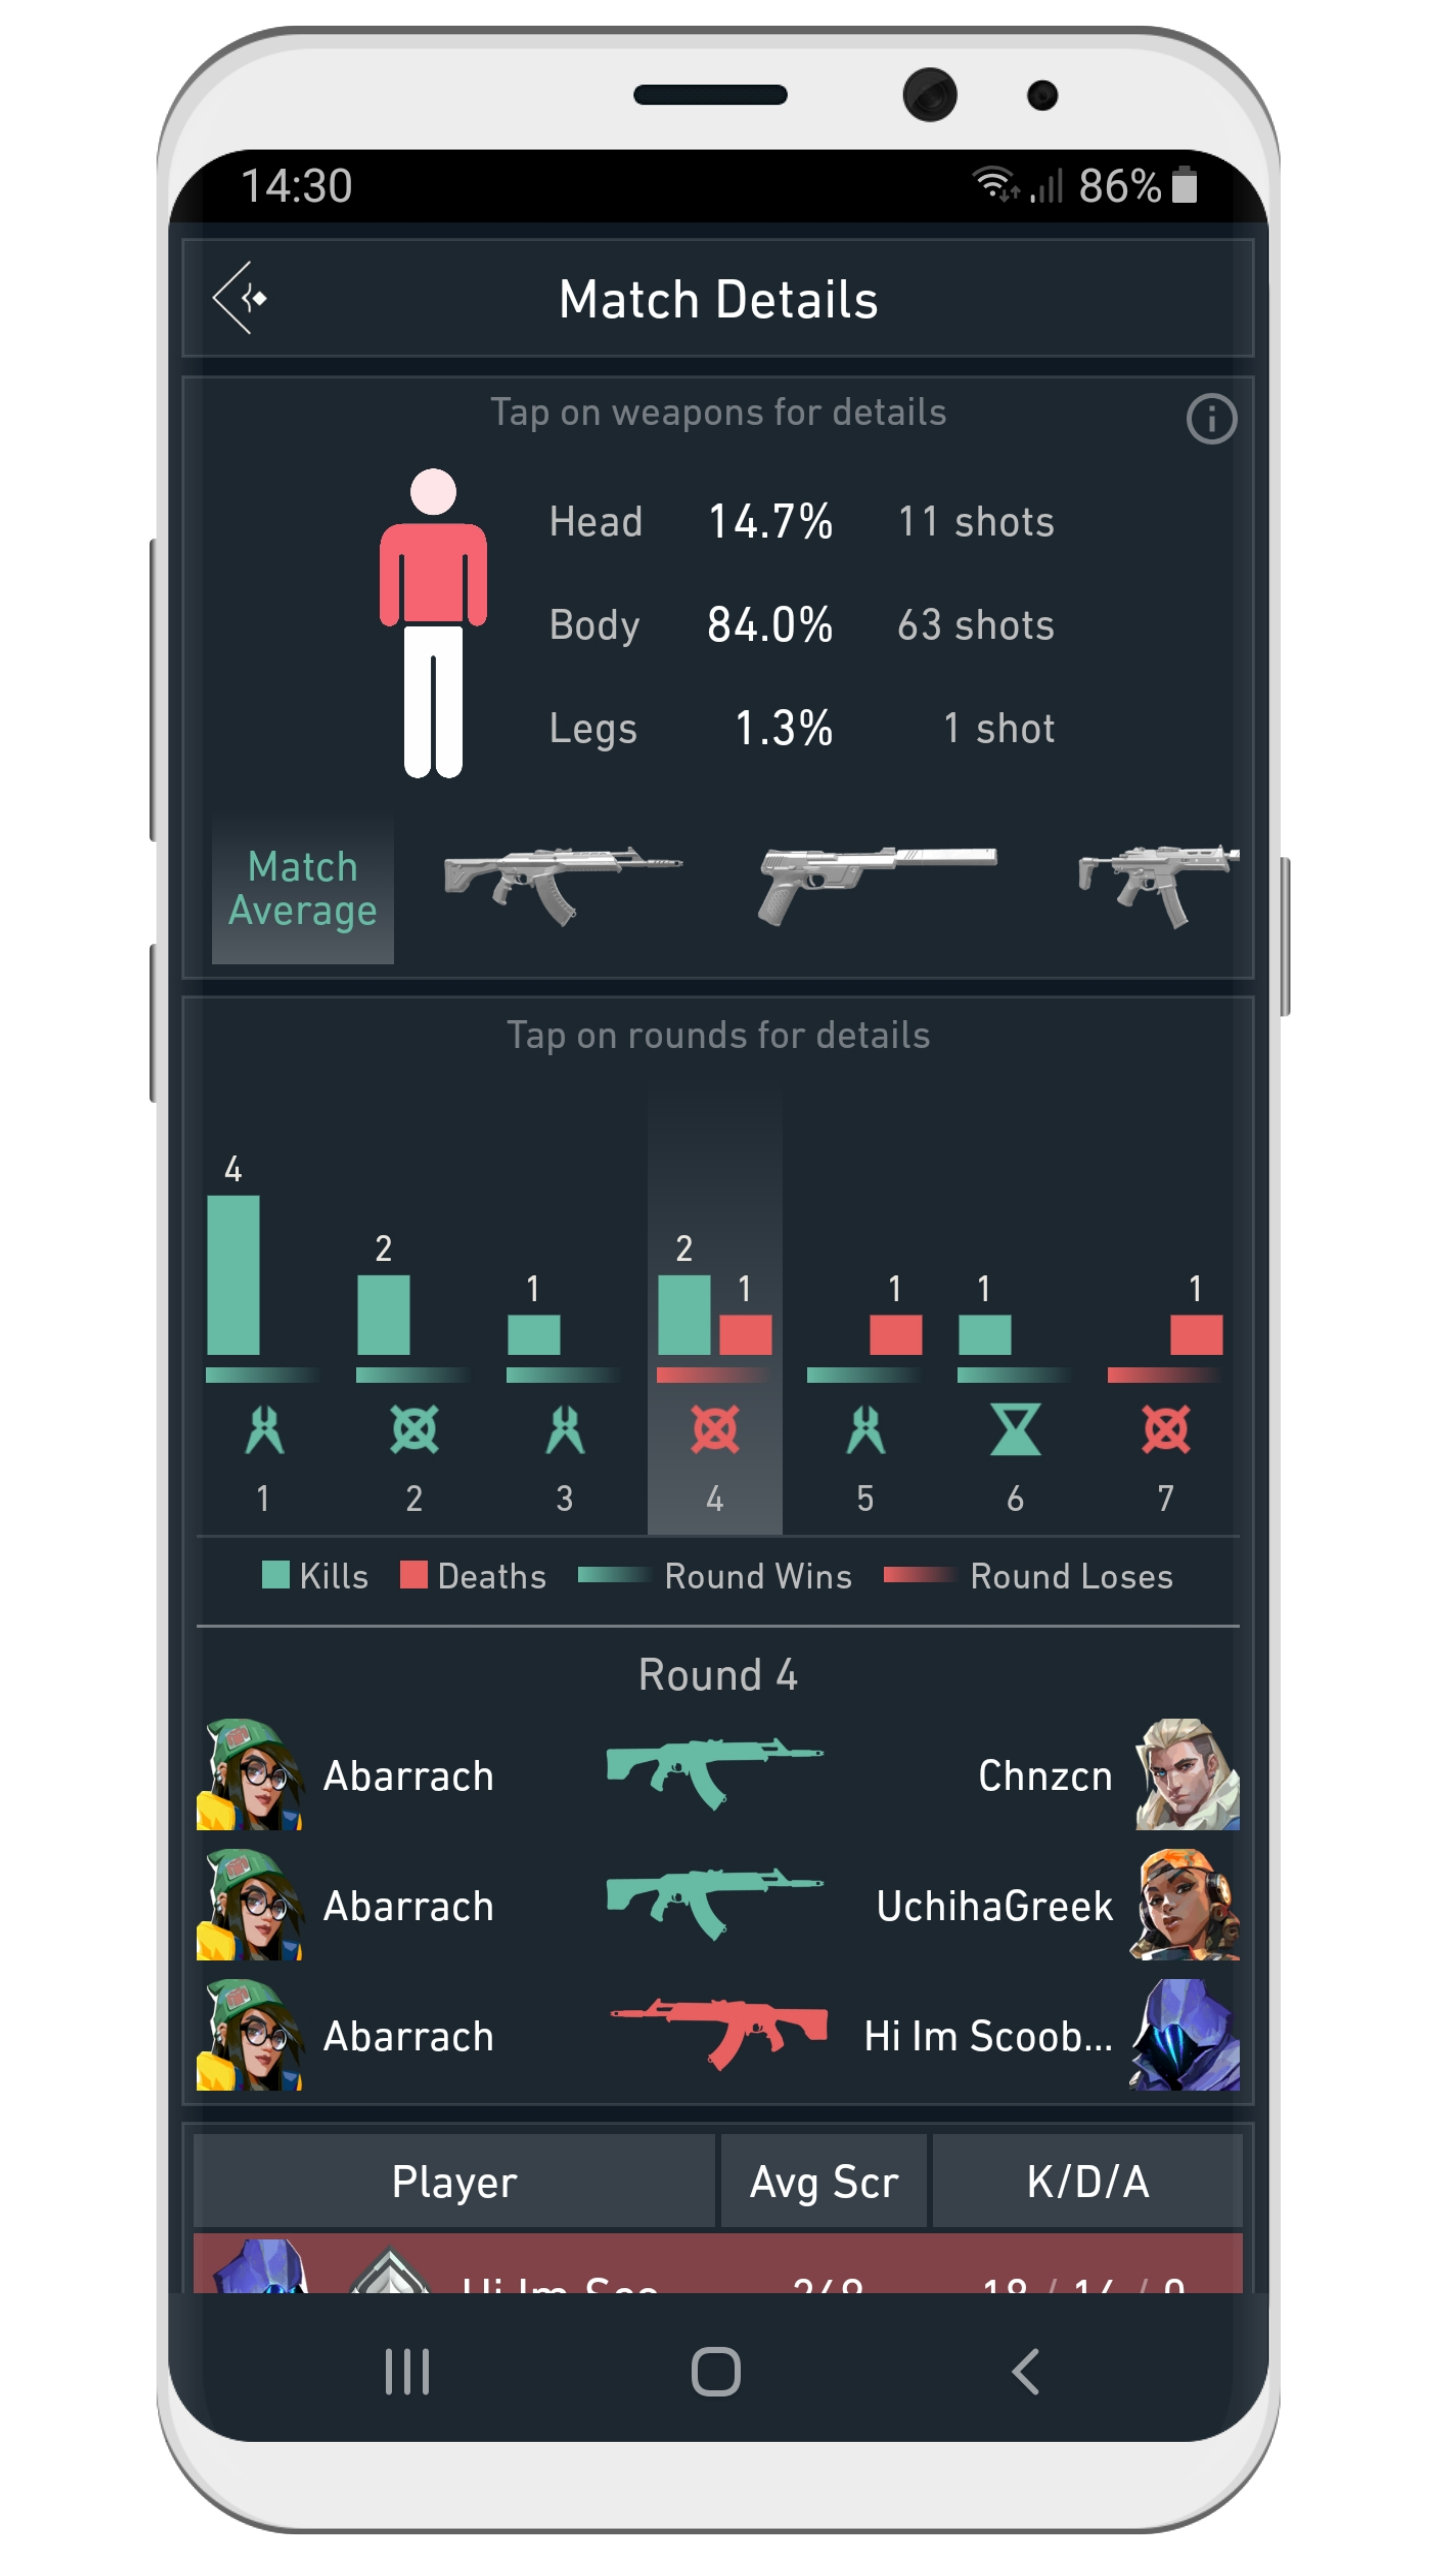 14:30 86%
Match Details
Tap on weapons for details
Head 14.7% 11 shots
Body 84.0% 63 shots
Legs 1.3% 1 shot
Match
Average
Tap on rounds for details
4
2 2
1 1 1 1 1
1 2 3 4 5 6 7
Kills Deaths Round Wins Round Loses
Round 4
Abarrach Chnzcn
Abarrach UchihaGreek
Abarrach Hi Im Scoob...
Player Avg Scr K/D/A